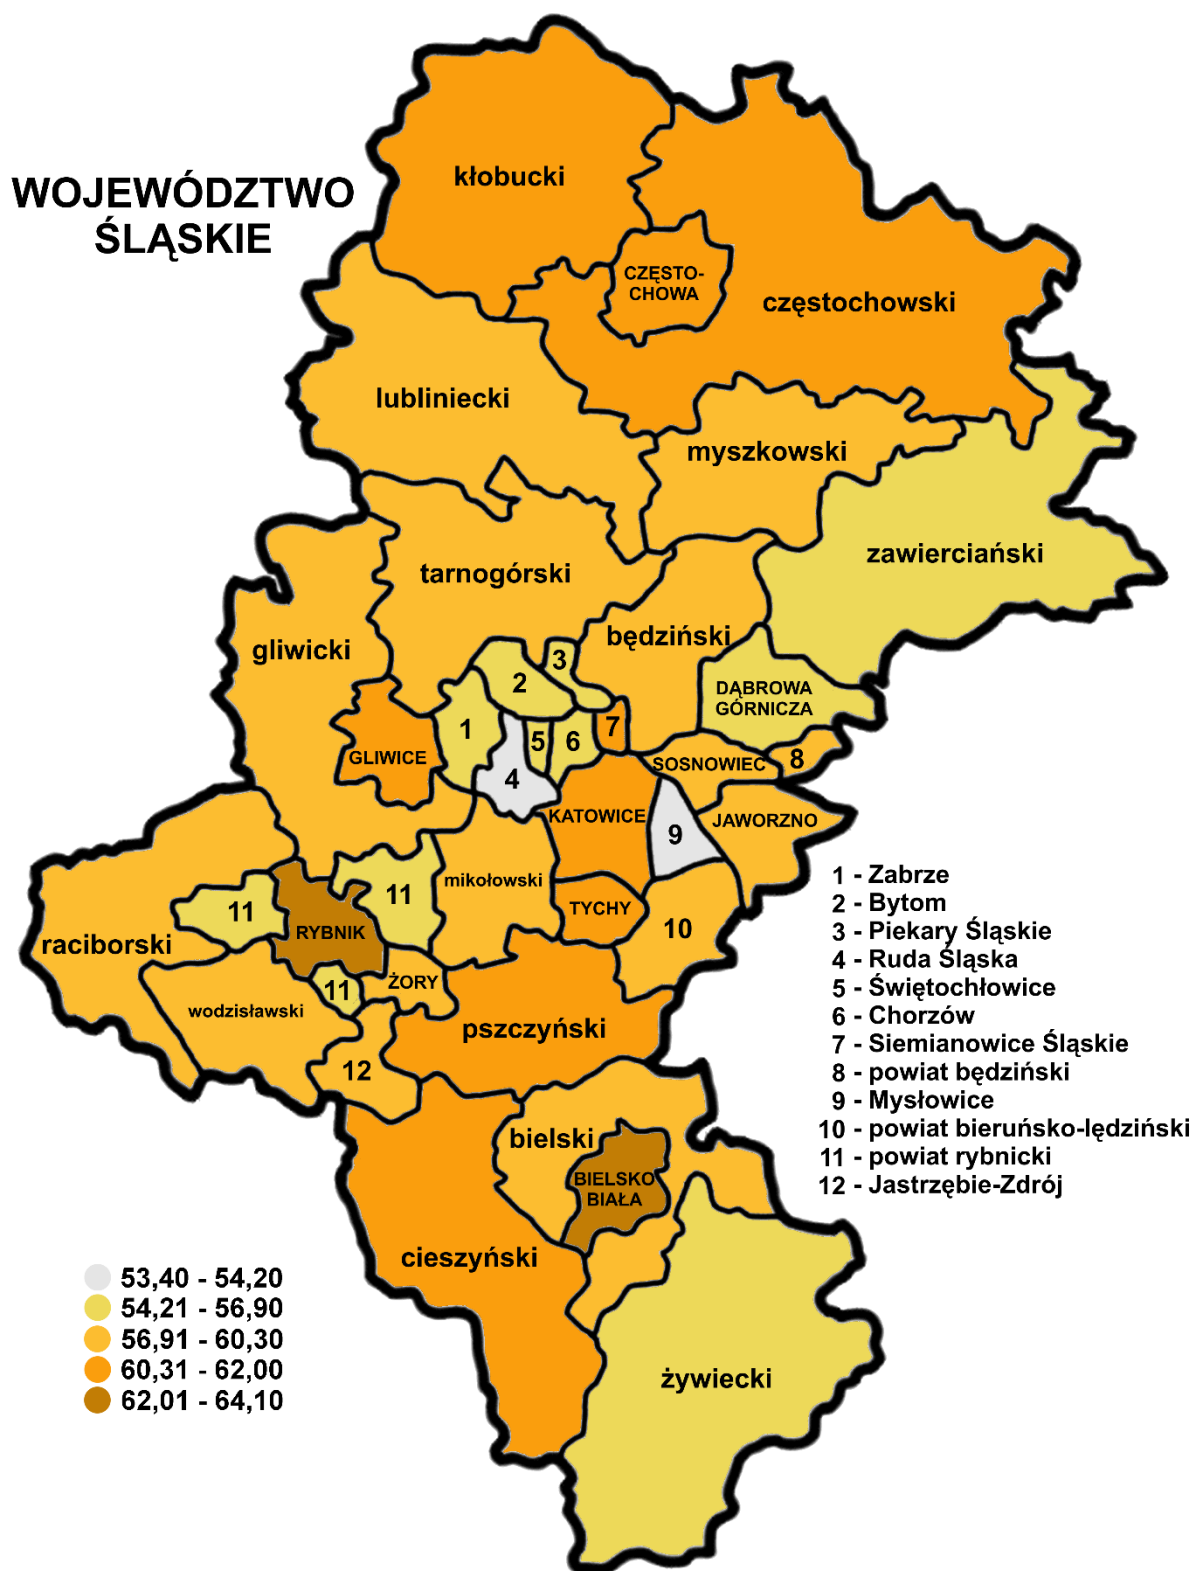 WOJEWÓDZTWO
ŚLĄSKIE
kłobucki
CZĘSTO-
CHOWA
częstochowski
lubliniecki
myszkowski
zawierciański
tarnogórski
będziński
gliwicki
3
2
DĄBROWA
GÓRNICZA
1
7
5
6
GLIWICE
8
SOSNOWIEC
4
KATOWICE
9
JAWORZNO
mikołowski
11
11
TYCHY
RYBNIK
10
raciborski
ŻORY
11
wodzisławski
pszczyński
12
bielski
BIELSKO
BIAŁA
cieszyński
żywiecki
1 - Zabrze
2 - Bytom
3 - Piekary Śląskie
4 - Ruda Śląska
5 - Świętochłowice
6 - Chorzów
7 - Siemianowice Śląskie
8 - powiat będziński
9 - Mysłowice
10 - powiat bieruńsko-lędziński
11 - powiat rybnicki
12 - Jastrzębie-Zdrój
53,40 - 54,20
54,21 - 56,90
56,91 - 60,30
60,31 - 62,00
62,01 - 64,10